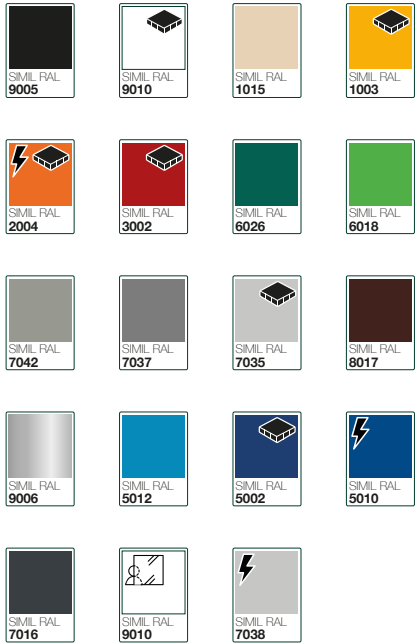 SIMIL RAL
9005
SIMIL RAL
9010
SIMIL RAL
1015
SIMIL RAL
1003
SIMIL RAL
2004
SIMIL RAL
3002
SIMIL RAL
6026
SIMIL RAL
6018
SIMIL RAL
7042
SIMIL RAL
7037
SIMIL RAL
7035
SIMIL RAL
8017
SIMIL RAL
9006
SIMIL RAL
5012
SIMIL RAL
5002
SIMIL RAL
5010
SIMIL RAL
7016
SIMIL RAL
9010
SIMIL RAL
7038